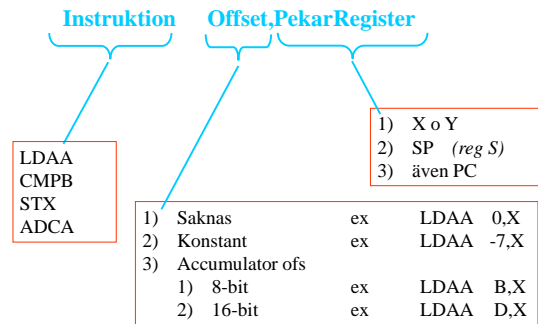 Instruktion Offset,PekarRegister
1) X o Y
2) SP (reg S)
3) även PC
LDAA
CMPB
STX
ADCA
1) Saknas ex LDAA 0,X
2) Konstant ex LDAA -7,X
3) Accumulator ofs
1) 8-bit ex LDAA B,X
2) 16-bit ex LDAA D,X